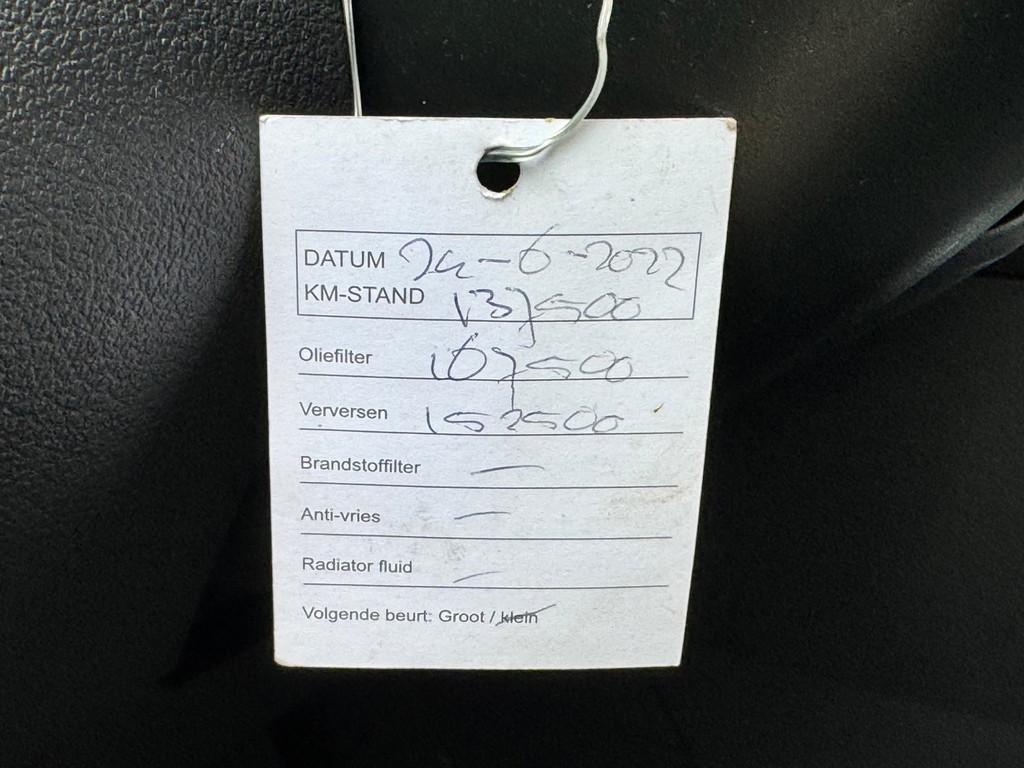 DATUM 24-6-2022
KM-STAND 137500
Oliefilter 167500
Verversen 152500
Brandstoffilter —
Anti-vries —
Radiator fluid —
Volgende beurt: Groot / klein